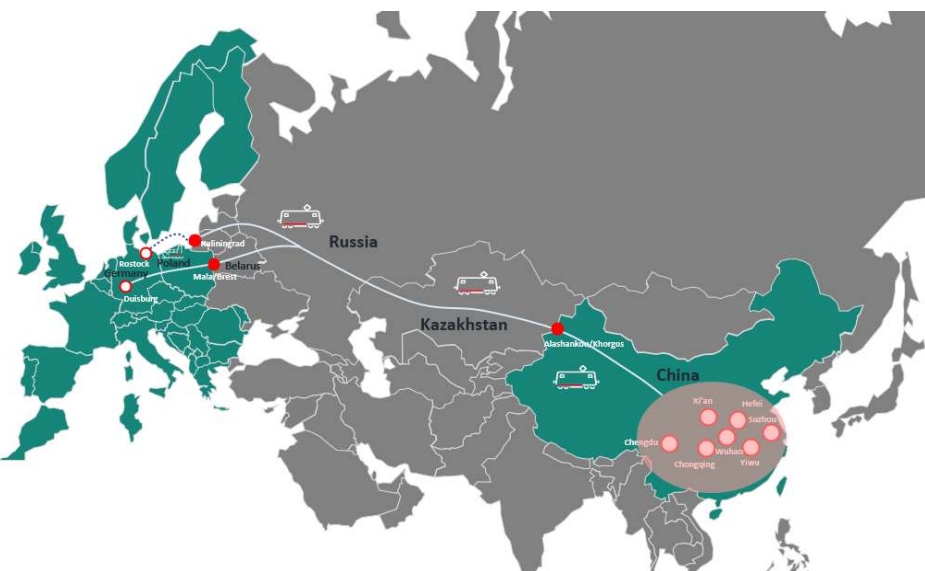 Russia
Kaliningrad
Rostock
Poland
Belarus
Germany
Mala/Brest
Duisburg
Kazakhstan
Alashankou/Khorgos
China
Xi'an
Hefei
Suzhou
Chengdu
Wuhan
Chongqing
Yiwu